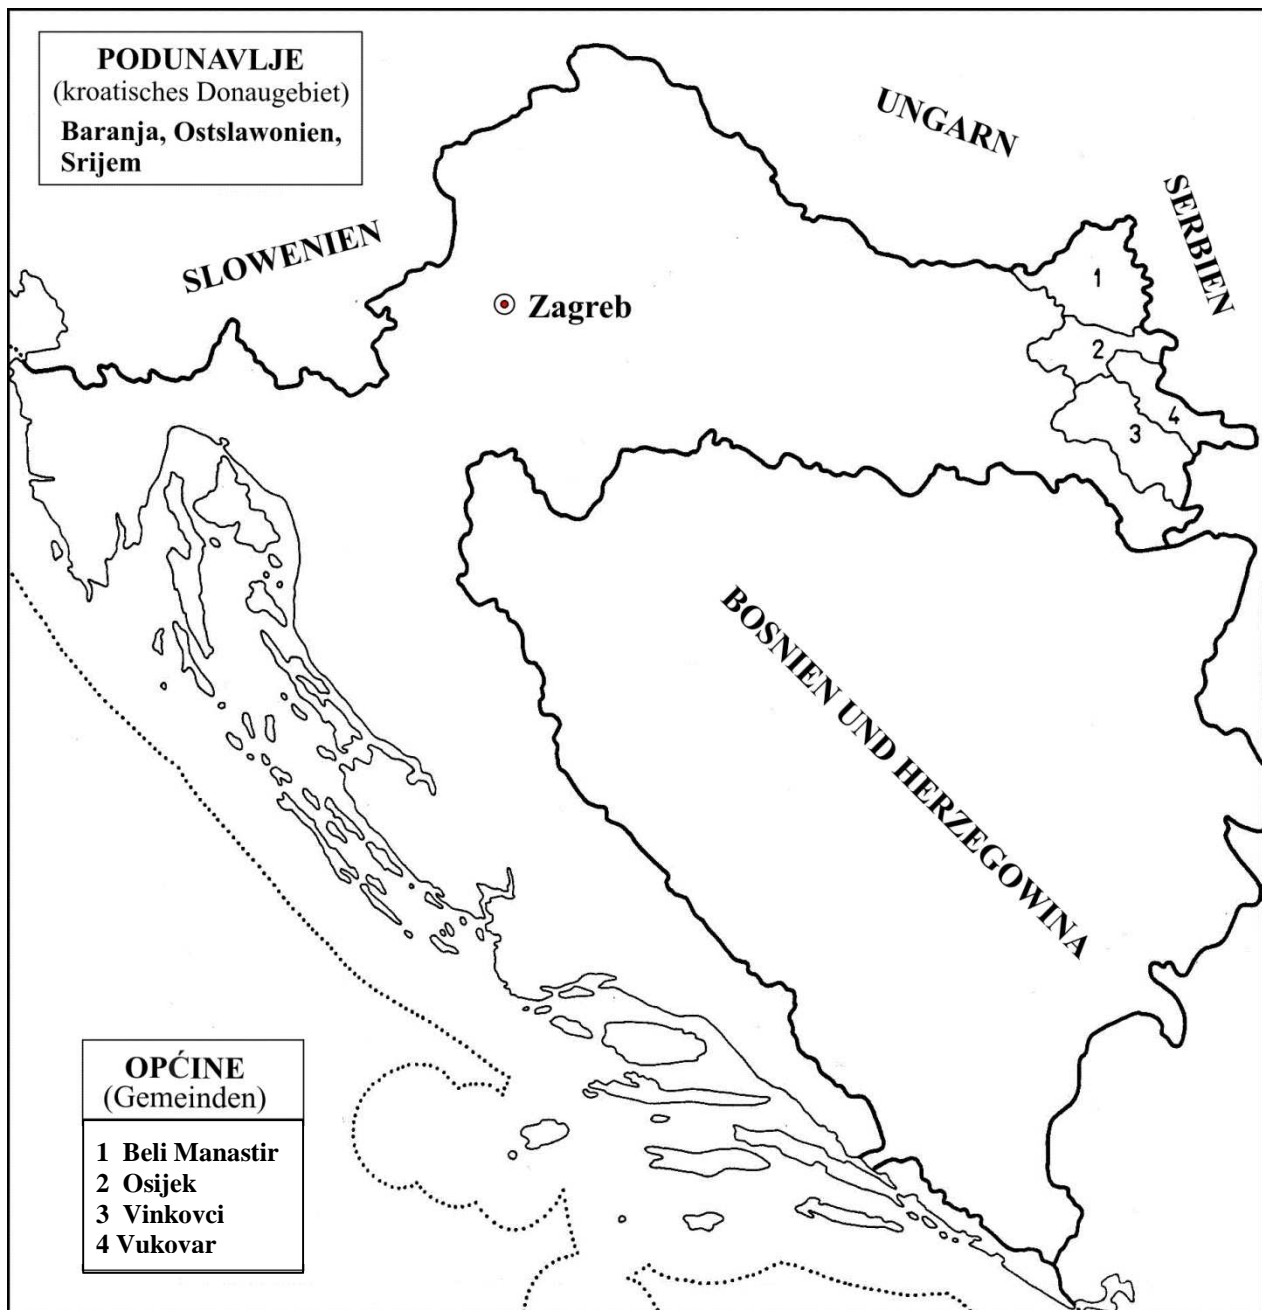 PODUNAVLJE
(kroatisches Donaugebiet)
Baranja, Ostslawonien,
Srijem
UNGARN
SERBIEN
SLOWENIEN
Zagreb
1
2
3
4
BOSNIEN UND HERZEGOWINA
OPĆINE
(Gemeinden)
1 Beli Manastir
2 Osijek
3 Vinkovci
4 Vukovar